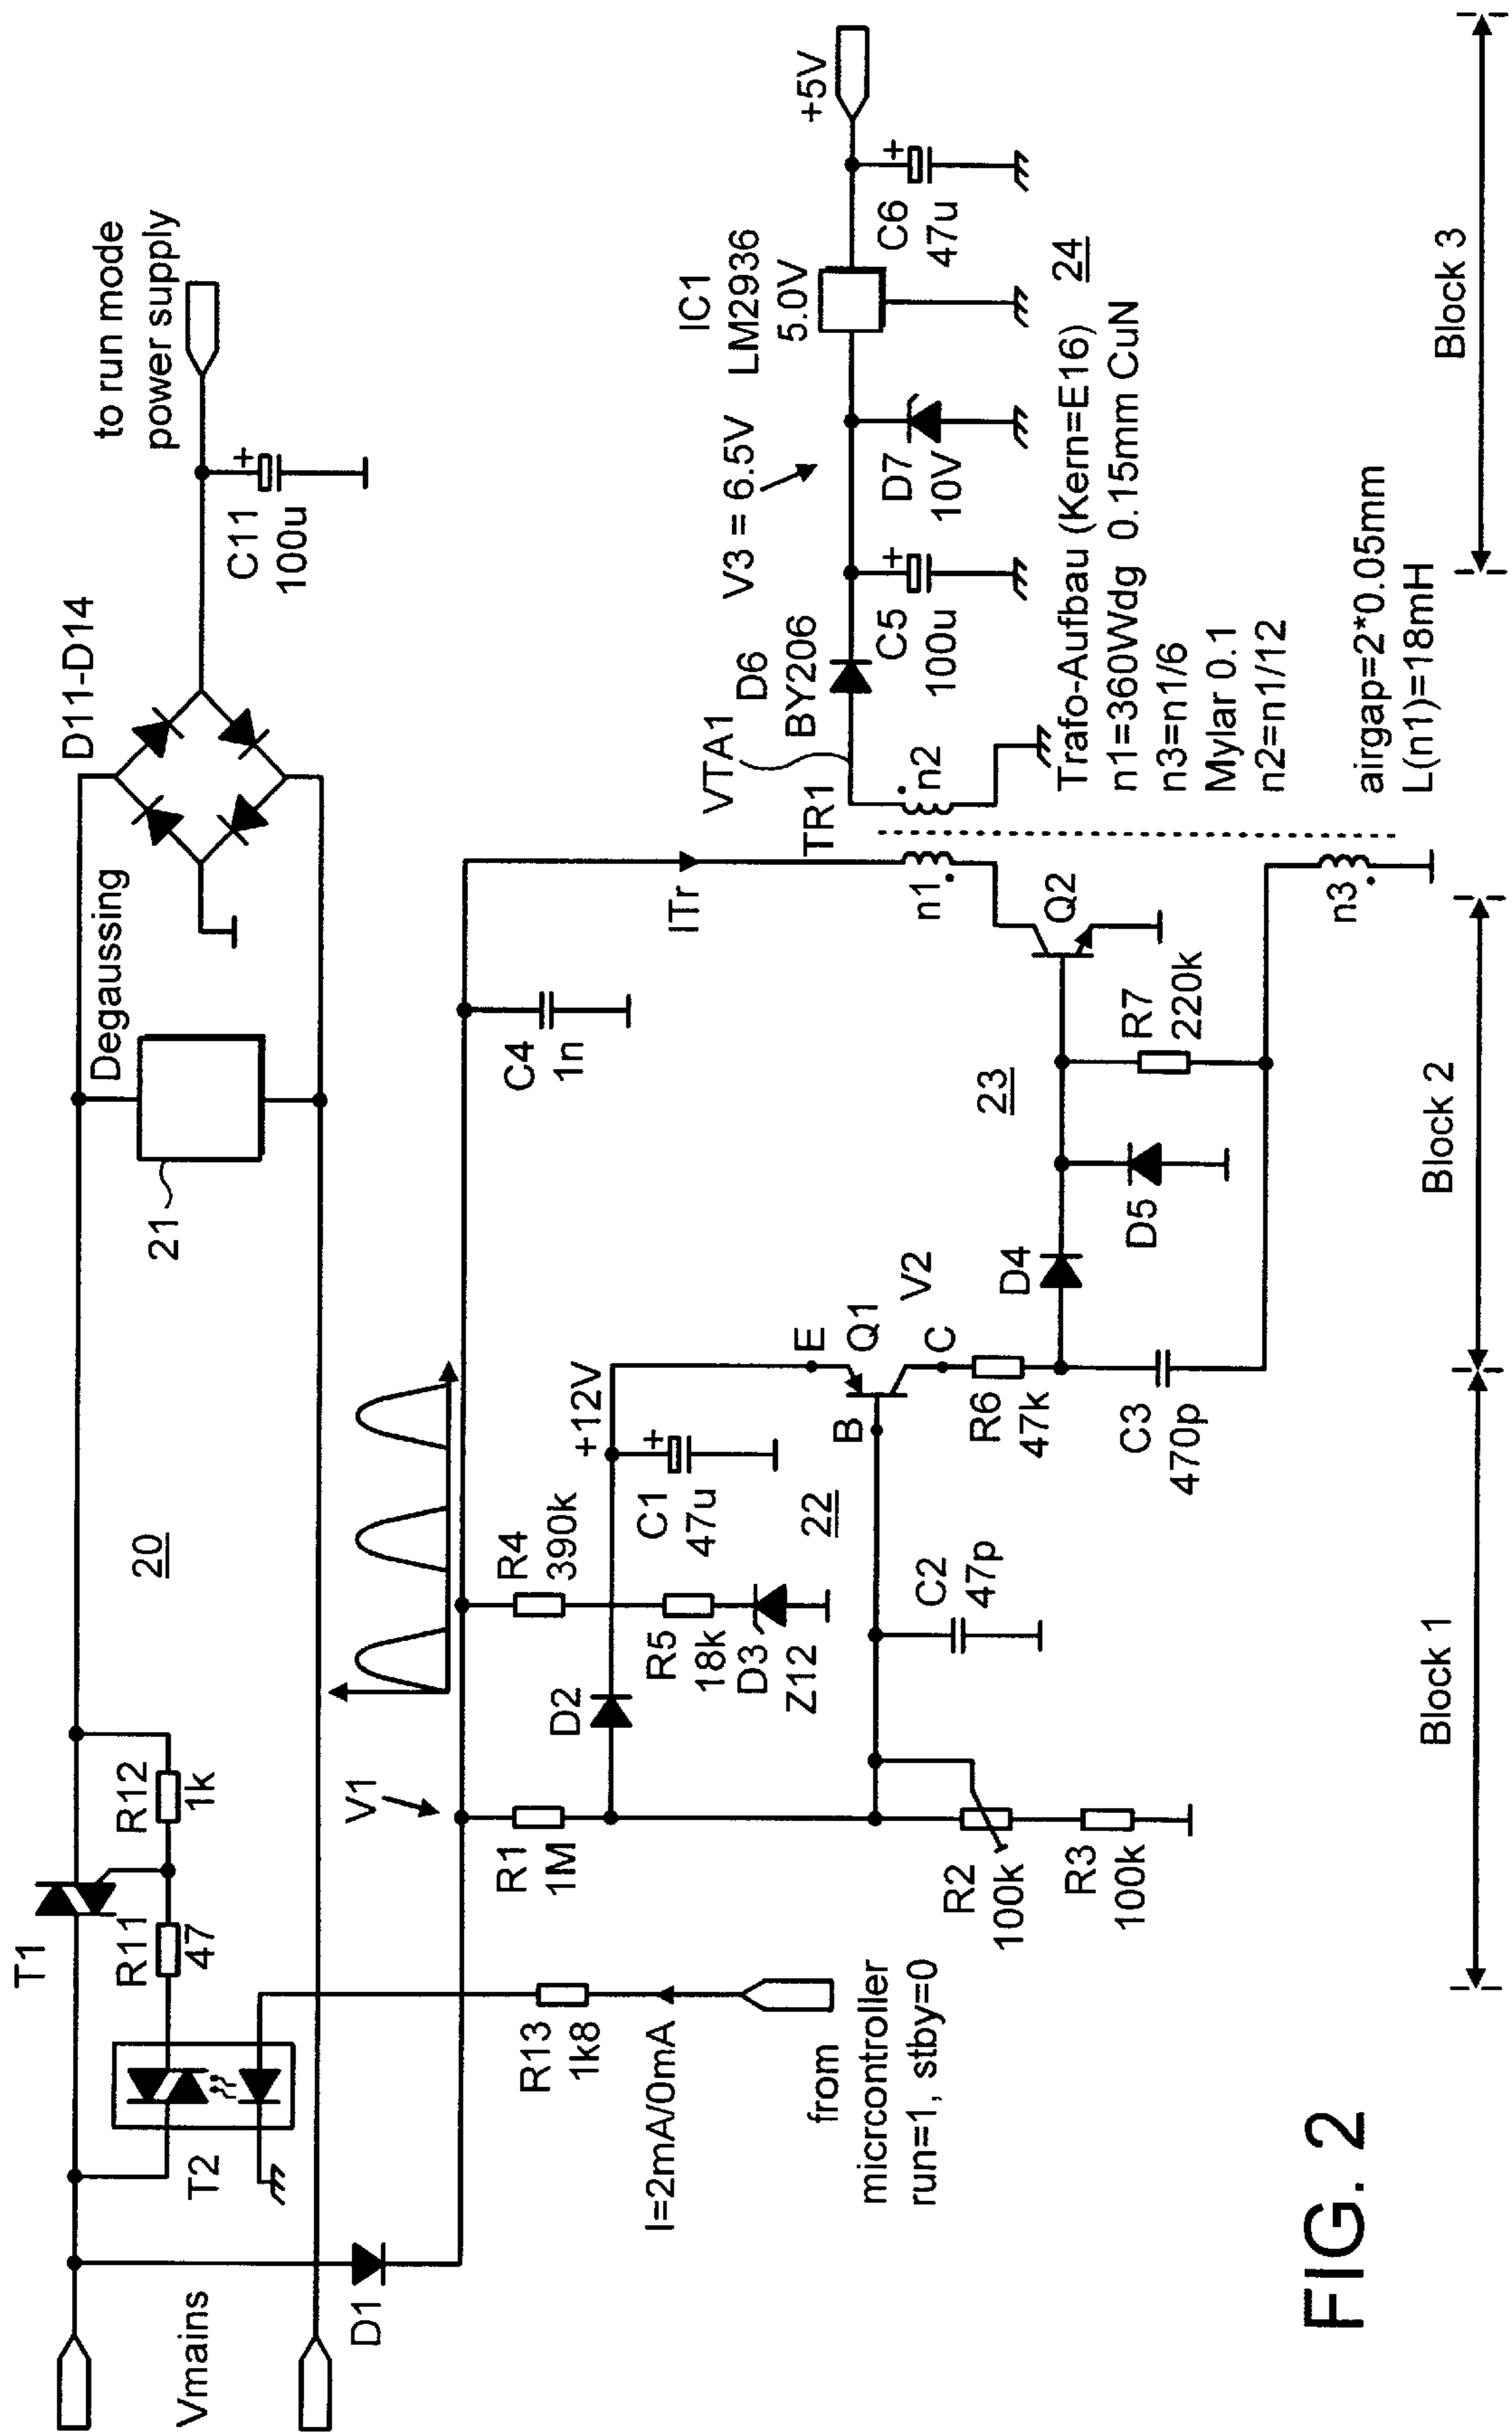 T1
T2
R11
47
R12
1k
Vmains
D1
20
21
Degaussing
D11-D14
C11
100u
+
to run mode
power supply
V1
R13
1k8
I=2mA/0mA
from
micrcontroller
run=1, stby=0
R1
1M
R2
100k
R3
100k
D2
R4
390k
R5
18k
D3
Z12
+12V
+
C1
47u
22
C2
47p
E
B
Q1
C
V2
R6
47k
C3
470p
D4
D5
23
R7
220k
C4
1n
ITr
n1
Q2
n3
TR1
VTA1
n2
D6
BY206
C5
100u
+
V3 = 6.5V
D7
10V
IC1
LM2936
5.0V
C6
47u
+
+5V
24
Trafo-Aufbau (Kern=E16)
n1=360Wdg 0.15mm CuN
n3=n1/6
Mylar 0.1
n2=n1/12
airgap=2*0.05mm
L(n1)=18mH
Block 1
Block 2
Block 3
FIG. 2